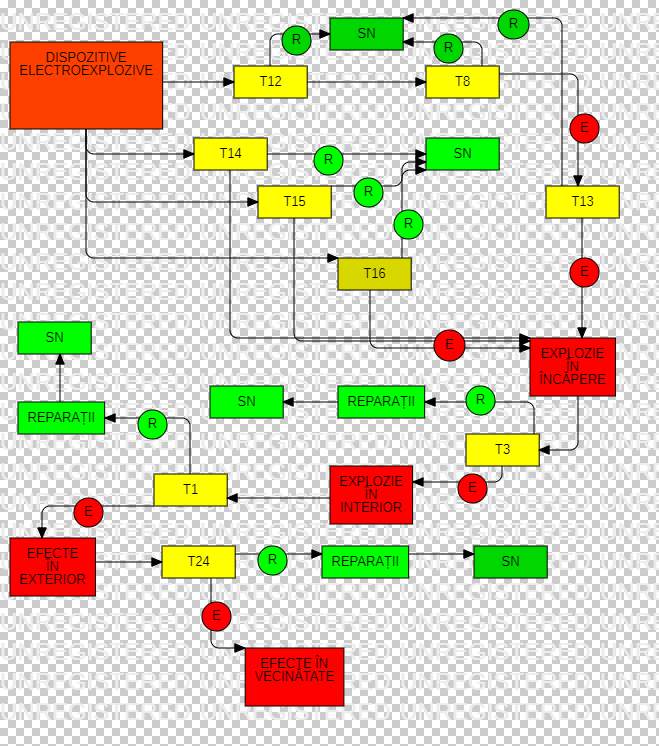 R
SN
R
R
DISPOZITIVE
ELECTROEXPLOZIVE
T12
T8
E
T14
R
SN
T15
R
T13
R
T16
E
SN
E
EXPLOZIE
ÎN
ÎNCĂPERE
REPARAȚII
R
SN
REPARAȚII
R
T3
T1
EXPLOZIE
ÎN
INTERIOR
E
E
EFECTE
ÎN
EXTERIOR
T24
R
REPARAȚII
SN
E
EFECTE ÎN
VECINĂTATE